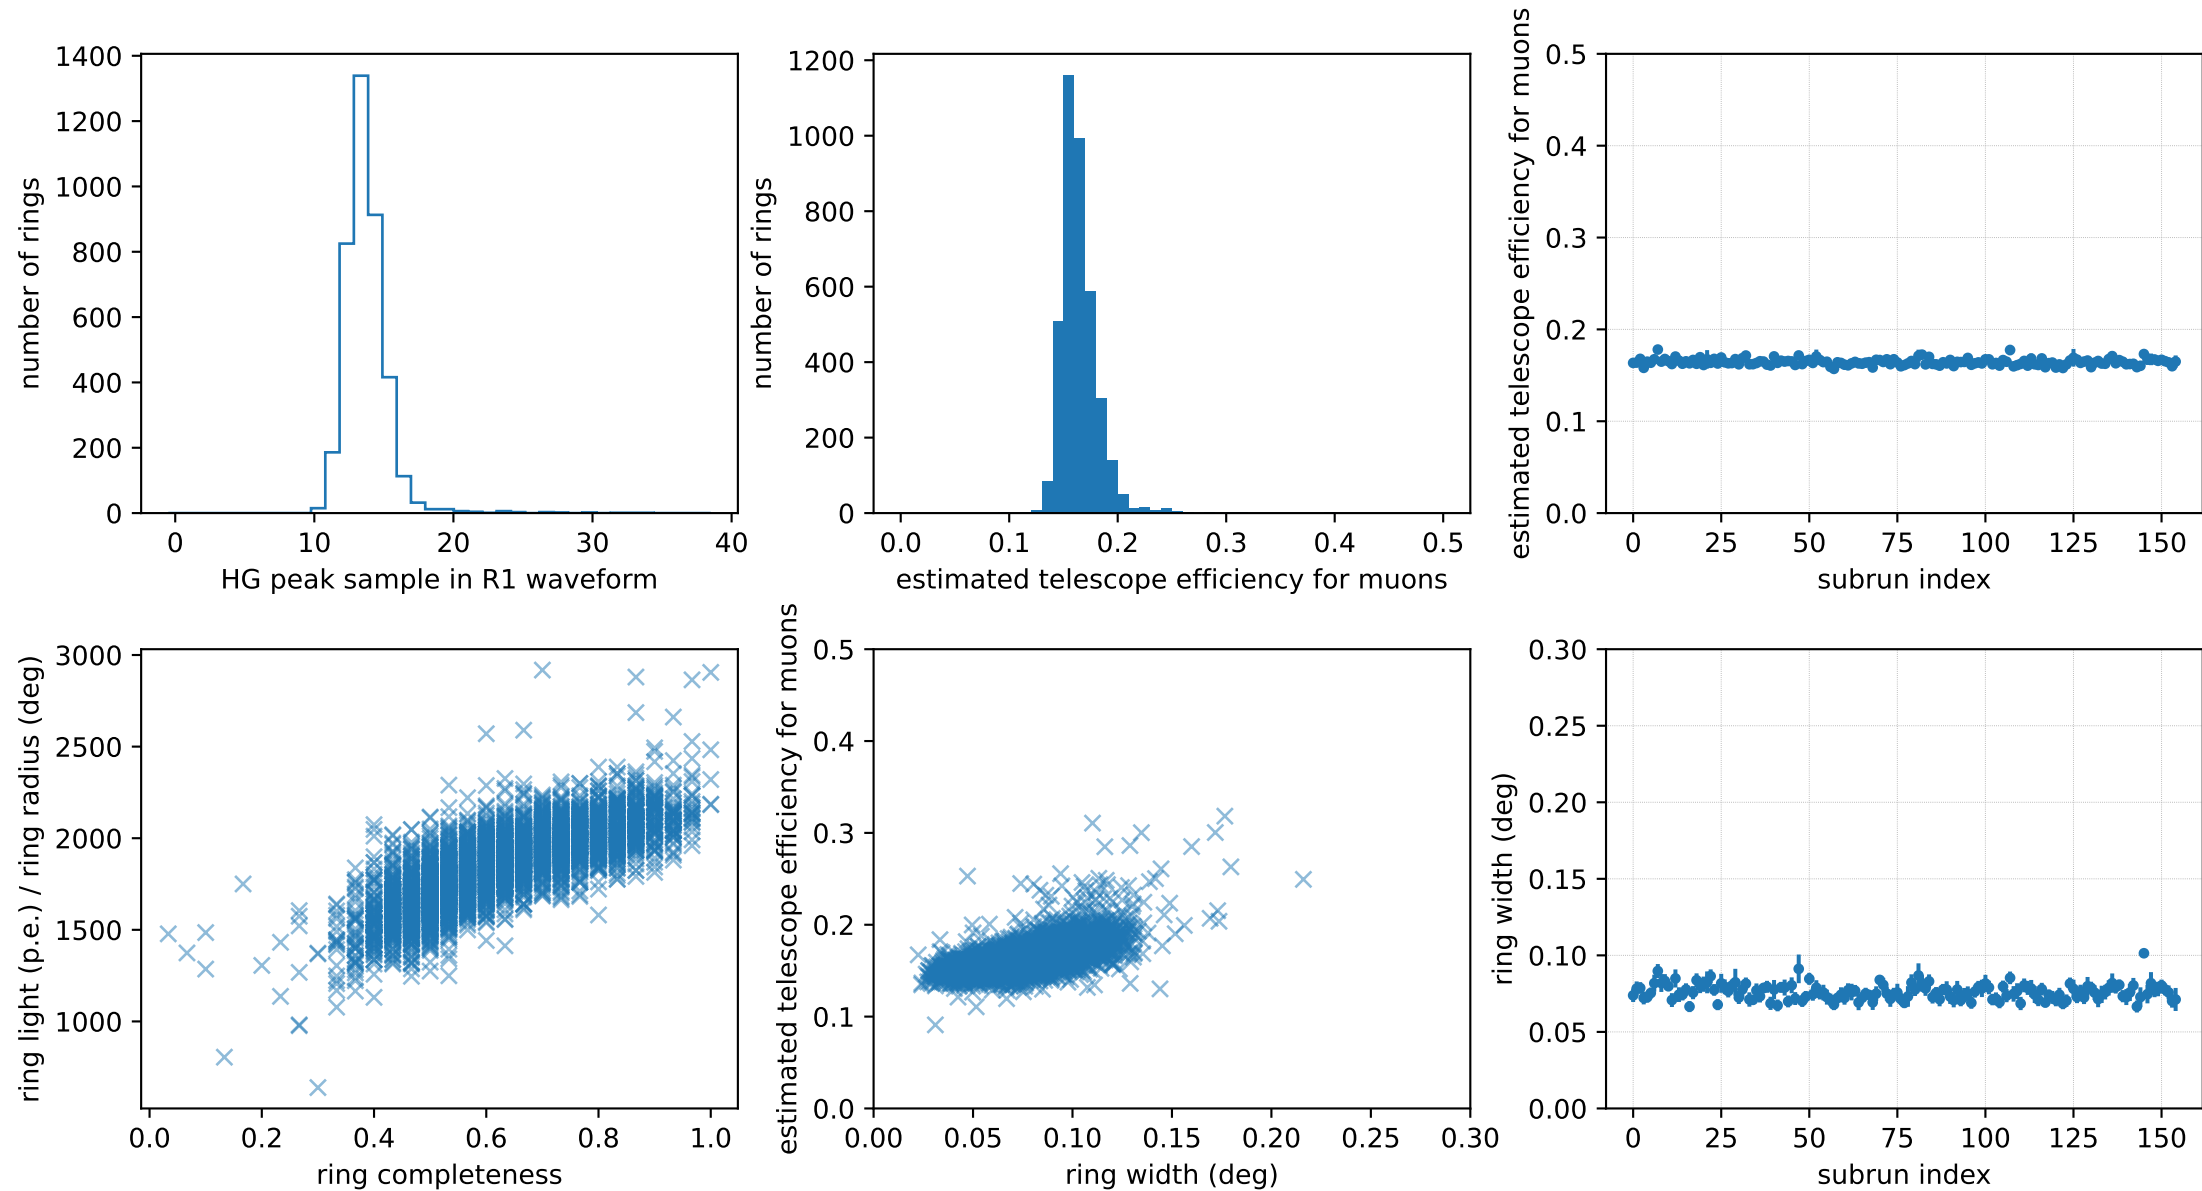 1400
1200
1000
800
600
400
200
0
number of rings
0 10 20 30 40
HG peak sample in R1 waveform
1200
1000
800
600
400
200
0
number of rings
0.0 0.1 0.2 0.3 0.4 0.5
estimated telescope efficiency for muons
0.5
0.4
0.3
0.2
0.1
0.0
estimated telescope efficiency for muons
0 25 50 75 100 125 150
subrun index
3000
2500
2000
1500
1000
ring light (p.e.) / ring radius (deg)
0.0 0.2 0.4 0.6 0.8 1.0
ring completeness
0.5
0.4
0.3
0.2
0.1
0.0
estimated telescope efficiency for muons
0.00 0.05 0.10 0.15 0.20 0.25 0.30
ring width (deg)
0.30
0.25
0.20
0.15
0.10
0.05
0.00
ring width (deg)
0 25 50 75 100 125 150
subrun index